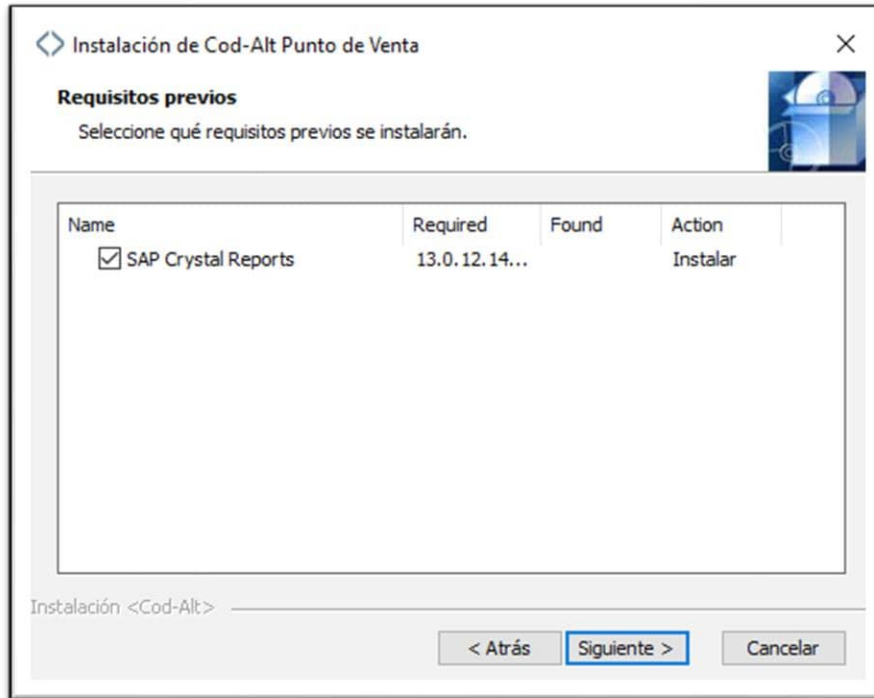 Instalación de Cod-Alt Punto de Venta
Requisitos previos
Seleccione qué requisitos previos se instalarán.
Name Required Found Action
SAP Crystal Reports 13.0.12.14... Instalar
Instalación <Cod-Alt>
< Atrás Siguiente > Cancelar